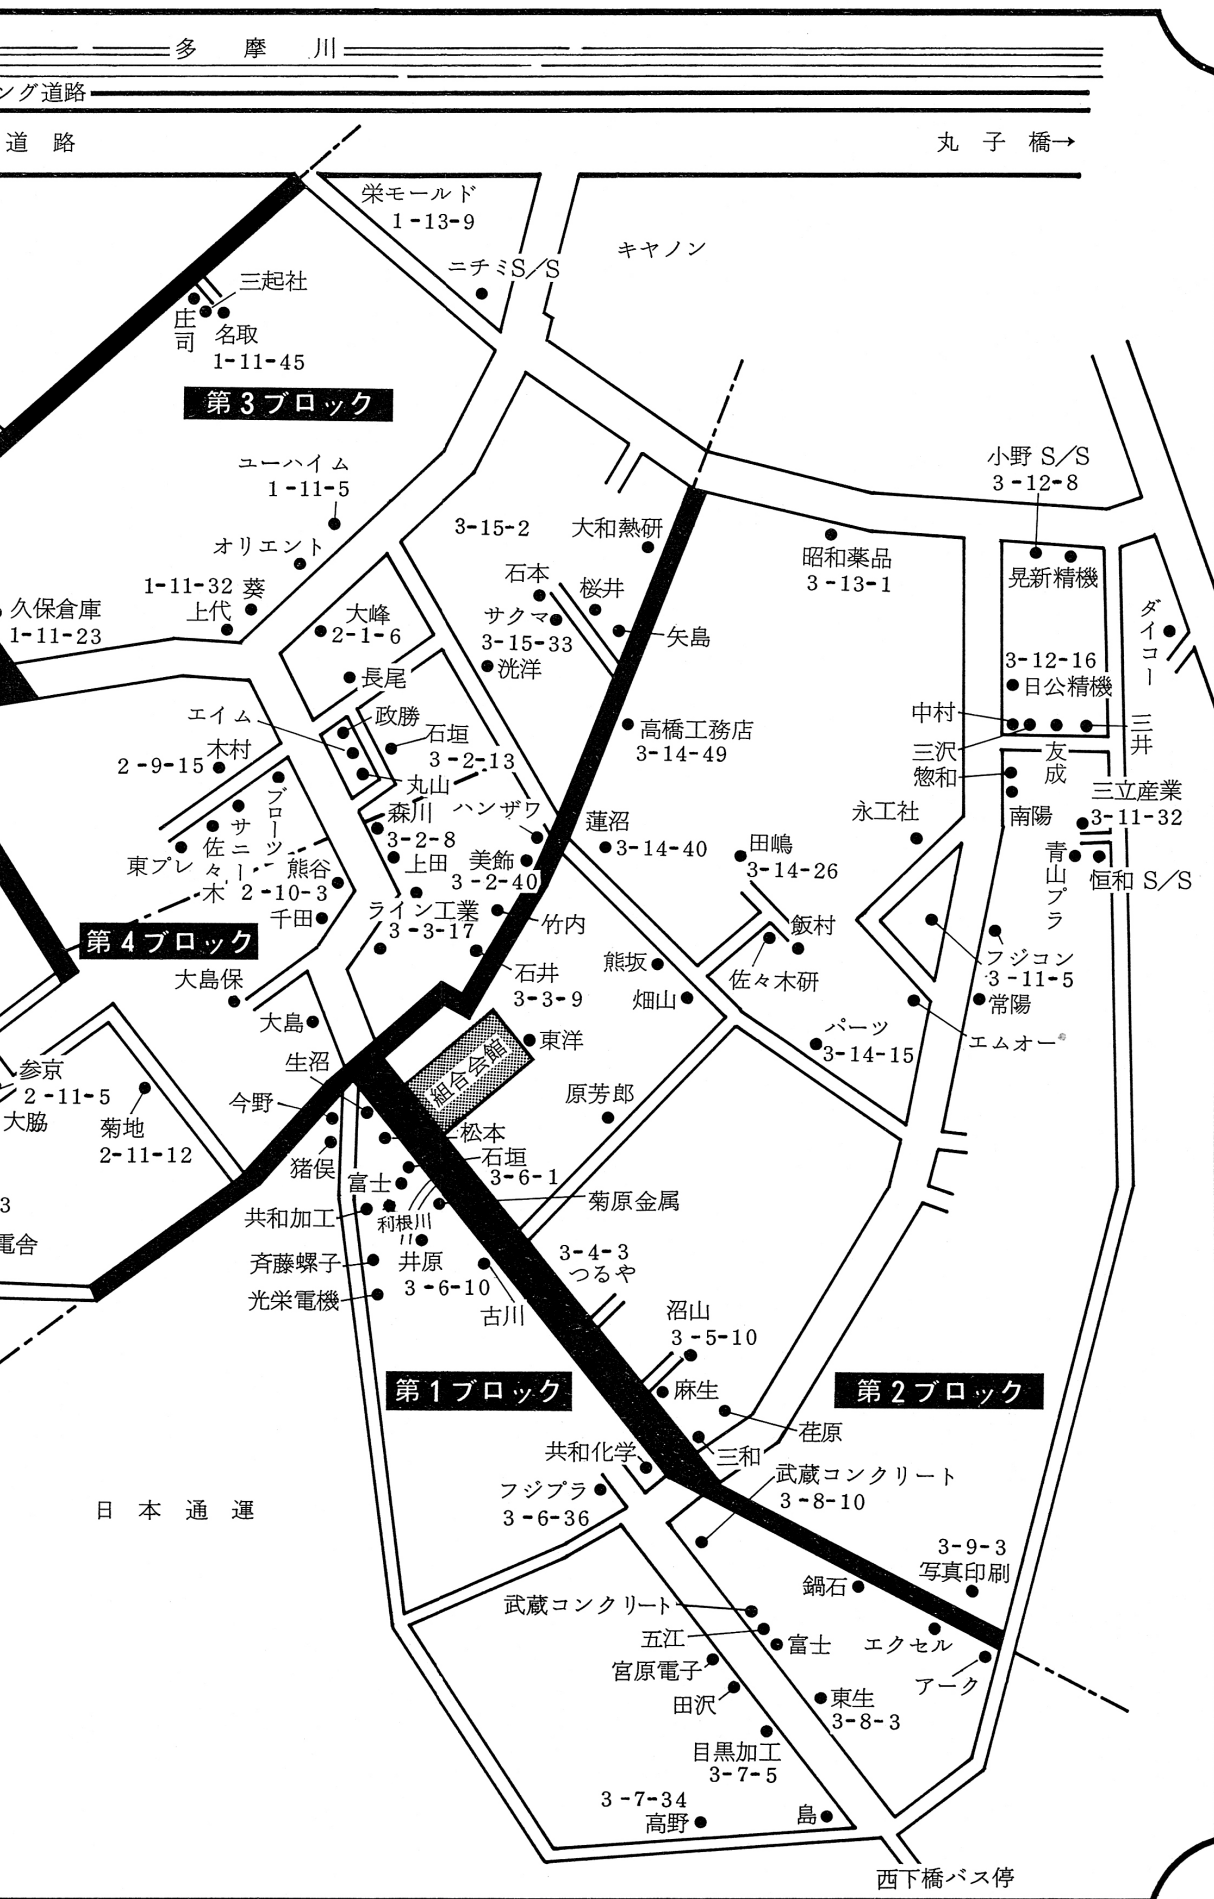 多摩川
ング道路
道路
丸子橋→
栄モールド
1-13-9
ニチミS/S
キヤノン
三起社
庄司
名取
1-11-45
第3ブロック
ユーハイム
1-11-5
オリエント
1-11-32 葵
上代
久保倉庫
1-11-23
3-15-2
大和熱研
石本
桜井
サクマ
3-15-33
矢島
洸洋
大峰
2-1-6
長尾
小野 S/S
3-12-8
晃新精機
昭和薬品
3-13-1
ダイコー
3-12-16
日公精機
中村
三沢
友成
三井
惣和
南陽
三立産業
3-11-32
青山プラ
恒和 S/S
高橋工務店
3-14-49
エイム
政勝
石垣
3-2-13
丸山
木村
2-9-15
ブローツ
サニー
佐々木
東プレ
熊谷
2-10-3
千田
森川
3-2-8
上田
ハンザワ
美飾
3-2-40
ライン工業
3-3-17
竹内
石井
3-3-9
蓮沼
3-14-40
田嶋
3-14-26
永工社
飯村
佐々木研
熊坂
畑山
フジコン
3-11-5
常陽
エムオー
パーツ
3-14-15
第4ブロック
大島保
大島
生沼
今野
猪俣
参京
2-11-5
大脇
菊地
2-11-12
3
電舎
組合会館
東洋
原芳郎
松本
石垣
3-6-1
富士
利根川
菊原金属
共和加工
井原
3-6-10
斉藤螺子
光栄電機
古川
3-4-3
つるや
沼山
3-5-10
麻生
荏原
三和
第1ブロック
第2ブロック
共和化学
フジプラ
3-6-36
武蔵コンクリート
3-8-10
日本通運
3-9-3
写真印刷
鍋石
武蔵コンクリート
五江
富士
エクセル
アーク
宮原電子
田沢
東生
3-8-3
目黒加工
3-7-5
3-7-34
高野
島
西下橋バス停